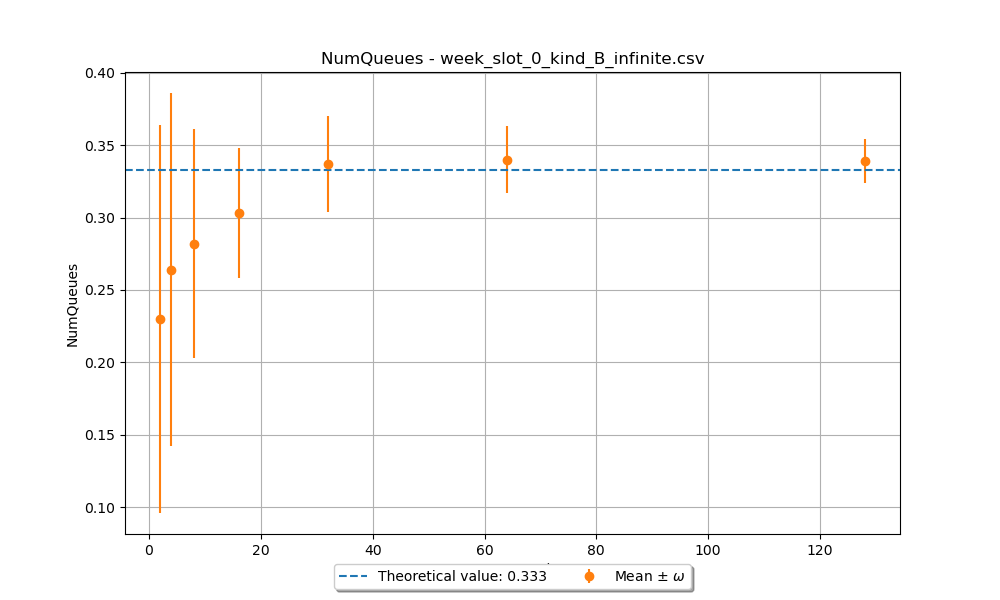 NumQueues - week_slot_0_kind_B_infinite.csv
0.40
0.35
0.30
0.25
0.20
0.15
0.10
NumQueues
0 20 40 60 80 100 120
Theoretical value: 0.333 Mean ± ω